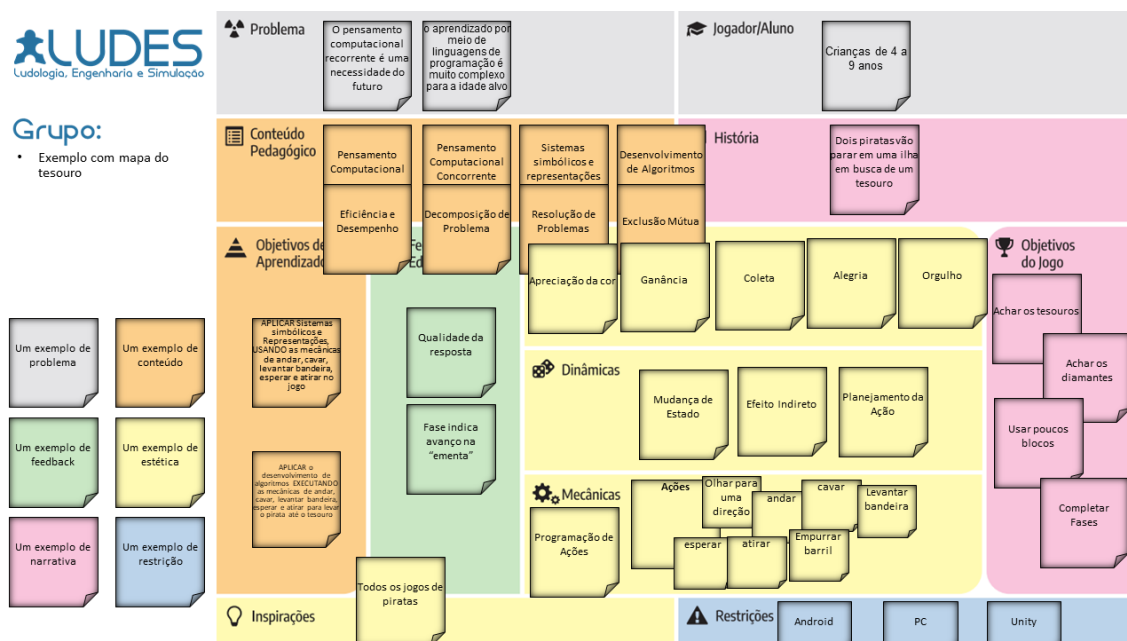 LUDES
Ludologia, Engenharia e Simulação
Grupo:
• Exemplo com mapa do
tesouro
Um exemplo de
problema
Um exemplo de
conteúdo
Um exemplo de
feedback
Um exemplo de
estética
Um exemplo de
narrativa
Um exemplo de
restrição
Problema
O pensamento
computacional
recorrente é uma
necessidade do
futuro
o aprendizado por
meio de
linguagens de
programação é
muito complexo
para a idade alvo
Jogador/Aluno
Crianças de 4 a
9 anos
Conteúdo
Pedagógico
Pensamento
Computacional
Pensamento
Computacional
Concorrente
Sistemas
simbólicos e
representações
Desenvolvimento
de Algoritmos
Eficiência e
Desempenho
Decomposição de
Problema
Resolução de
Problemas
Exclusão Mútua
História
Dois piratas vão
parar em uma ilha
em busca de um
tesouro
Objetivos de
Aprendizado
APLICAR Sistemas
simbólicos e
Representações,
USANDO as mecânicas
de andar, cavar,
levantar bandeira,
esperar e atirar no
jogo
APLICAR o
desenvolvimento de
algoritmos EXECUTANDO
as mecânicas de andar,
cavar, levantar bandeira,
esperar e atirar para levar
o pirata até o tesouro
Qualidade da
resposta
Fase indica
avanço na
“ementa”
Apreciação da cor
Ganância
Coleta
Alegria
Orgulho
Dinâmicas
Mudança de
Estado
Efeito Indireto
Planejamento da
Ação
Mecânicas
Programação de
Ações
Ações
Olhar para
uma
direção
andar
cavar
Levantar
bandeira
esperar
atirar
Empurrar
barril
Objetivos
do Jogo
Achar os tesouros
Achar os
diamantes
Usar poucos
blocos
Completar
Fases
Inspirações
Todos os jogos de
piratas
Restrições
Android
PC
Unity